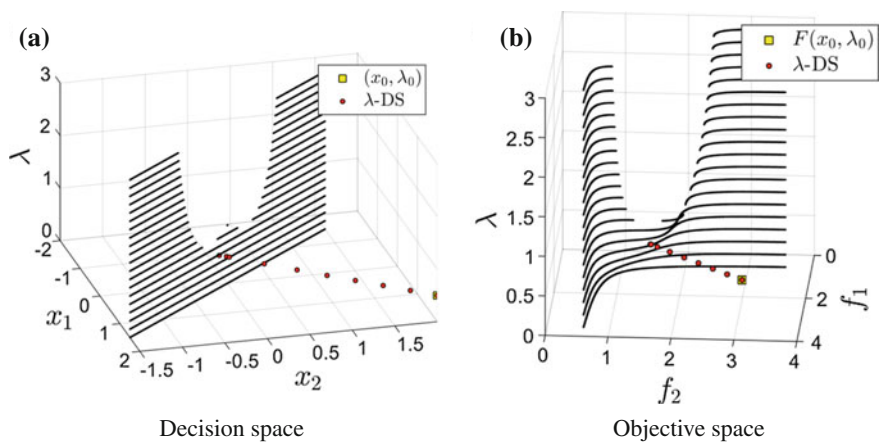 (a)
(x₀, λ₀)
λ-DS
3
2
1
0
λ
-2
-1
0
1
2
x₁
-1.5
-1
-0.5
0
0.5
1
1.5
x₂
Decision space
(b)
F(x₀, λ₀)
λ-DS
3
2.5
2
1.5
1
0.5
0
λ
0
1
2
3
4
f₂
0
2
4
f₁
Objective space